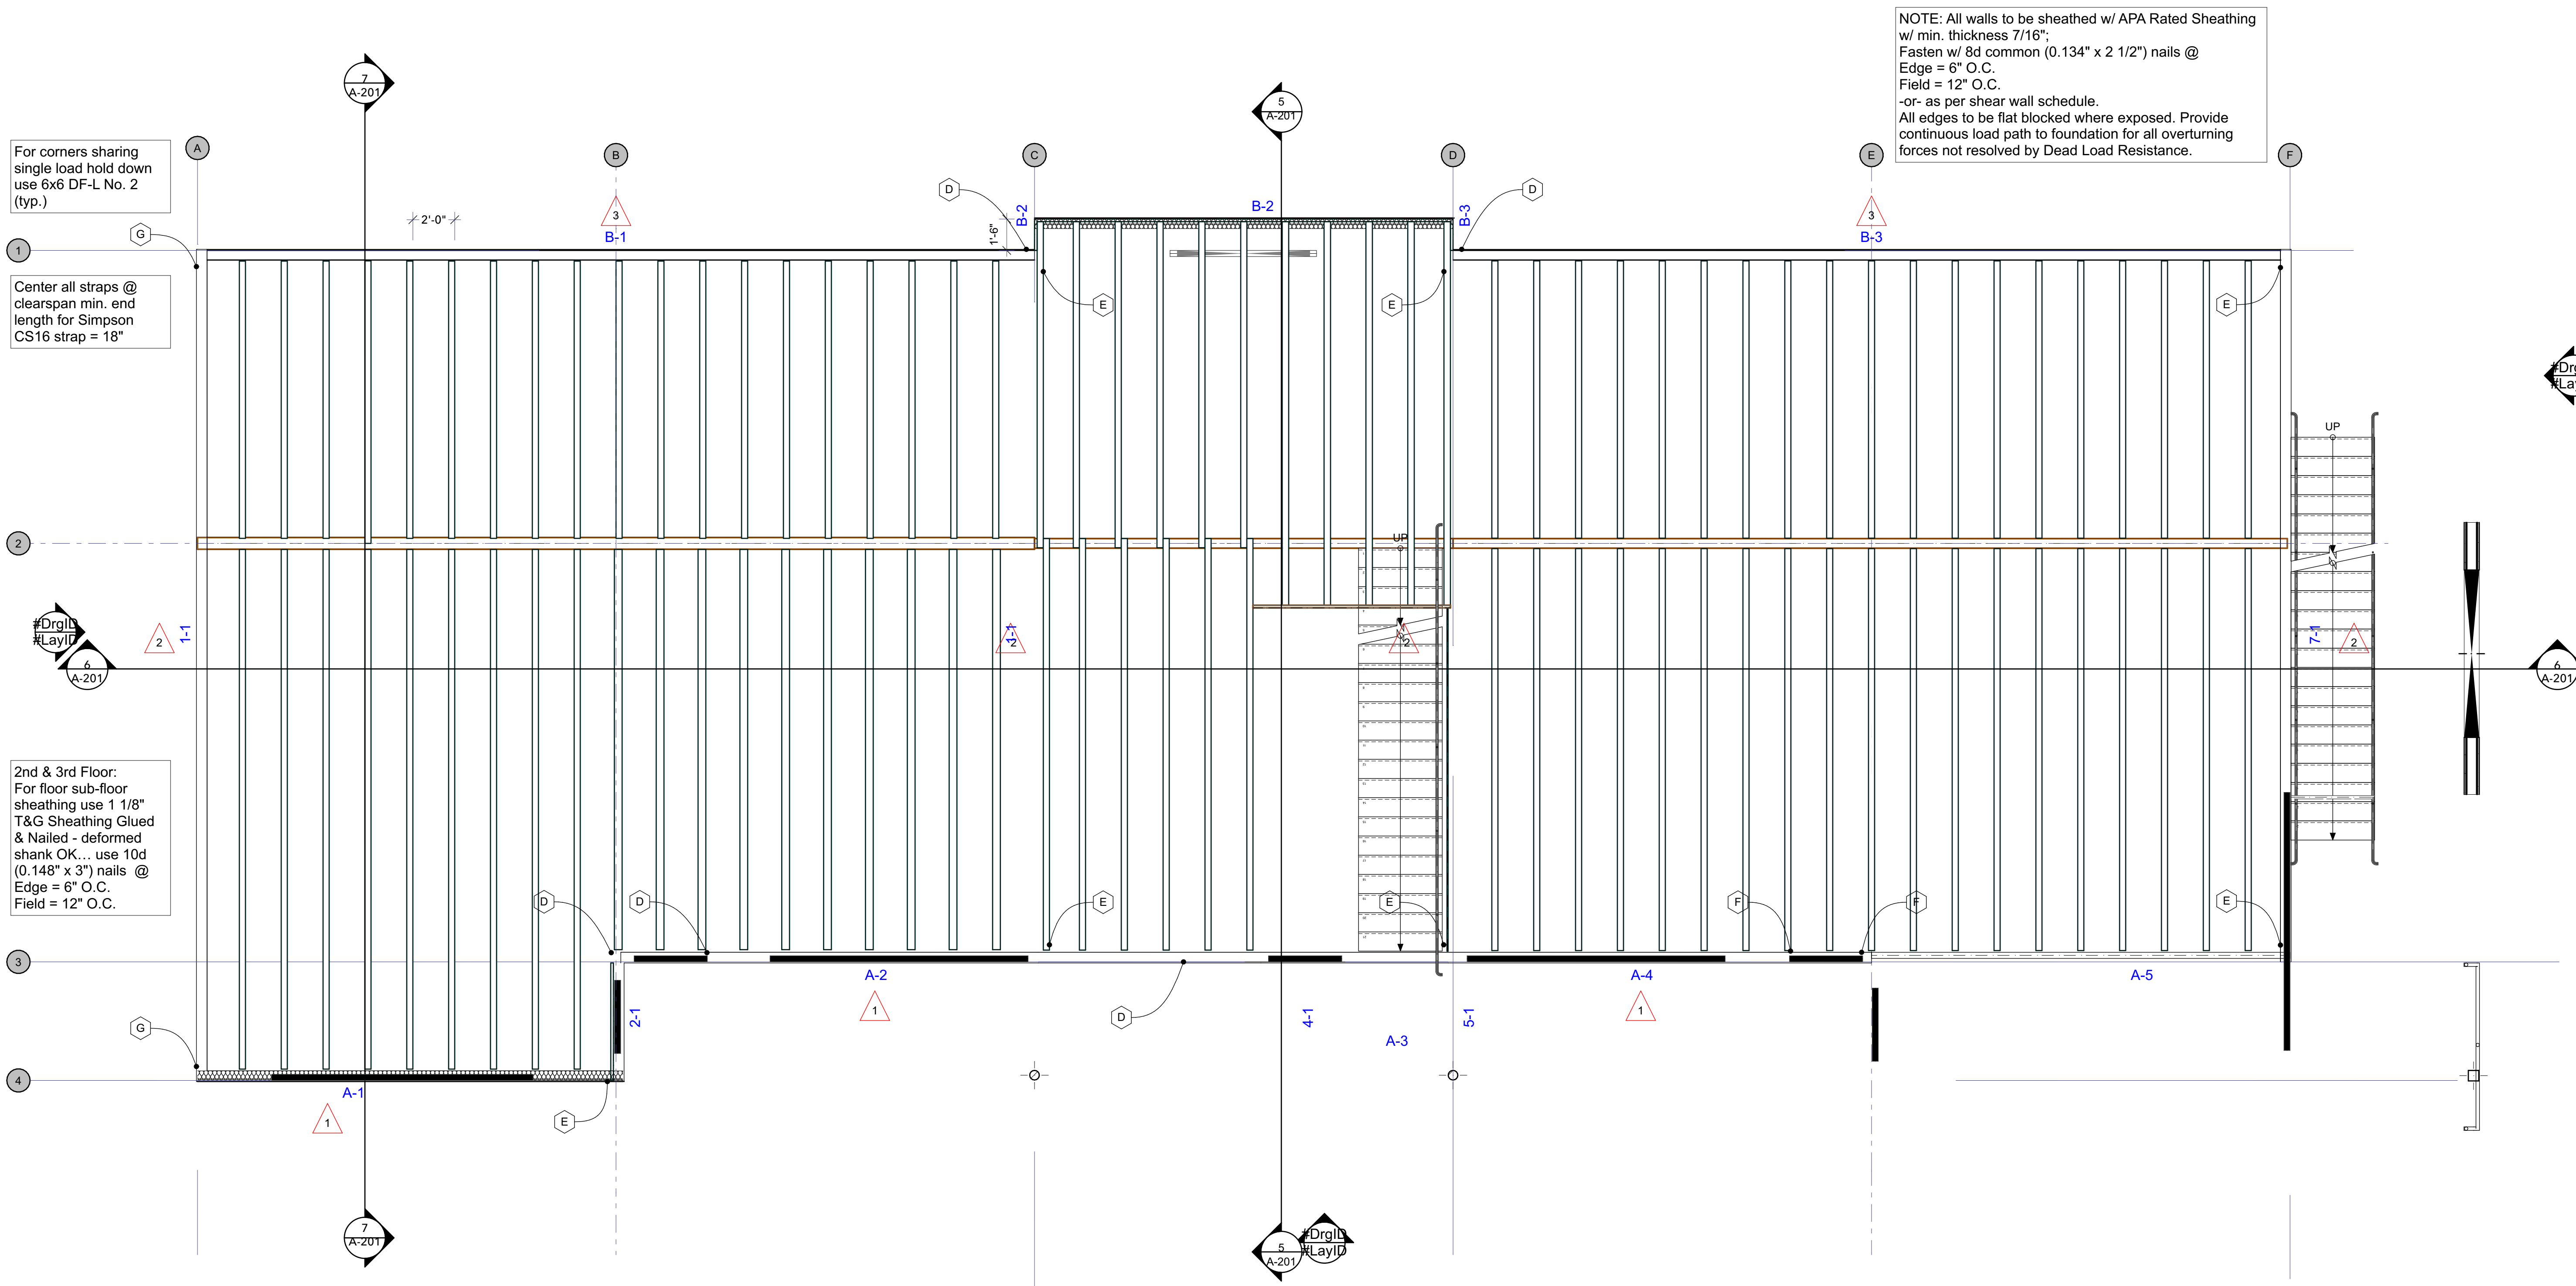 NOTE: All walls to be sheathed w/ APA Rated Sheathing
w/ min. thickness 7/16";
Fasten w/ 8d common (0.134" x 2 1/2") nails @
Edge = 6" O.C.
Field = 12" O.C.
-or- as per shear wall schedule.
All edges to be flat blocked where exposed. Provide
continuous load path to foundation for all overturning
forces not resolved by Dead Load Resistance.
7
A-201
5
A-201
A
B
C
D
E
F
For corners sharing
single load hold down
use 6x6 DF-L No. 2
(typ.)
D
D
2'-0"
3
B-1
B-2
1'-6"
B-2
B-3
3
B-3
G
1
Center all straps @
clearspan min. end
length for Simpson
CS16 strap = 18"
E
E
E
#Drg
#Lay
UP
2
UP
#DrgID
#LayID
2
1-1
2
2
7-1
2
6
A-201
6
A-201
2nd & 3rd Floor:
For floor sub-floor
sheathing use 1 1/8"
T&G Sheathing Glued
& Nailed - deformed
shank OK... use 10d
(0.148" x 3") nails @
Edge = 6" O.C.
Field = 12" O.C.
D
D
E
E
F
F
E
3
A-2
A-4
A-5
G
2-1
1
D
4-1
5-1
1
A-3
4
A-1
1
E
7
A-201
5
A-201
#DrgID
#LayID